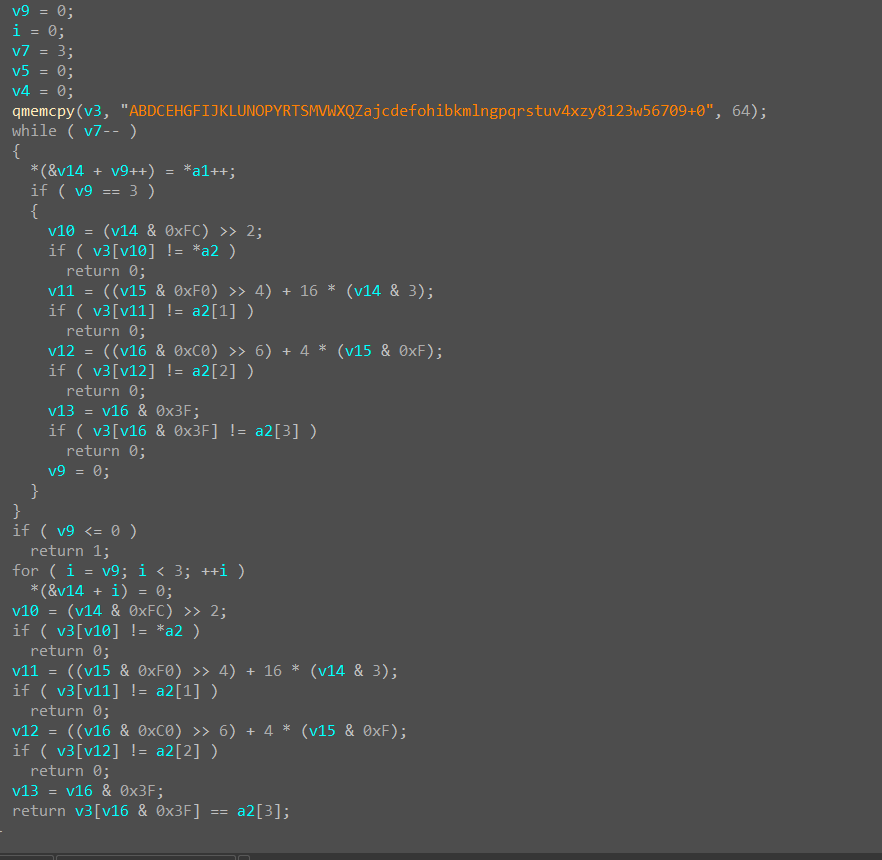 v9 = 0;
i = 0;
v7 = 3;
v5 = 0;
v4 = 0;
qmemcpy(v3, "ABDCEHGFIJKLUNOPYRTSMVWXQZajcdefohibkmlngpqrstuv4xzy8123w56709+0", 64);
while ( v7-- )
{
*(&v14 + v9++) = *a1++;
if ( v9 == 3 )
{
v10 = (v14 & 0xFC) >> 2;
if ( v3[v10] != *a2 )
return 0;
v11 = ((v15 & 0xF0) >> 4) + 16 * (v14 & 3);
if ( v3[v11] != a2[1] )
return 0;
v12 = ((v16 & 0xC0) >> 6) + 4 * (v15 & 0xF);
if ( v3[v12] != a2[2] )
return 0;
v13 = v16 & 0x3F;
if ( v3[v16 & 0x3F] != a2[3] )
return 0;
v9 = 0;
}
}
if ( v9 <= 0 )
return 1;
for ( i = v9; i < 3; ++i )
*(&v14 + i) = 0;
v10 = (v14 & 0xFC) >> 2;
if ( v3[v10] != *a2 )
return 0;
v11 = ((v15 & 0xF0) >> 4) + 16 * (v14 & 3);
if ( v3[v11] != a2[1] )
return 0;
v12 = ((v16 & 0xC0) >> 6) + 4 * (v15 & 0xF);
if ( v3[v12] != a2[2] )
return 0;
v13 = v16 & 0x3F;
return v3[v16 & 0x3F] == a2[3];